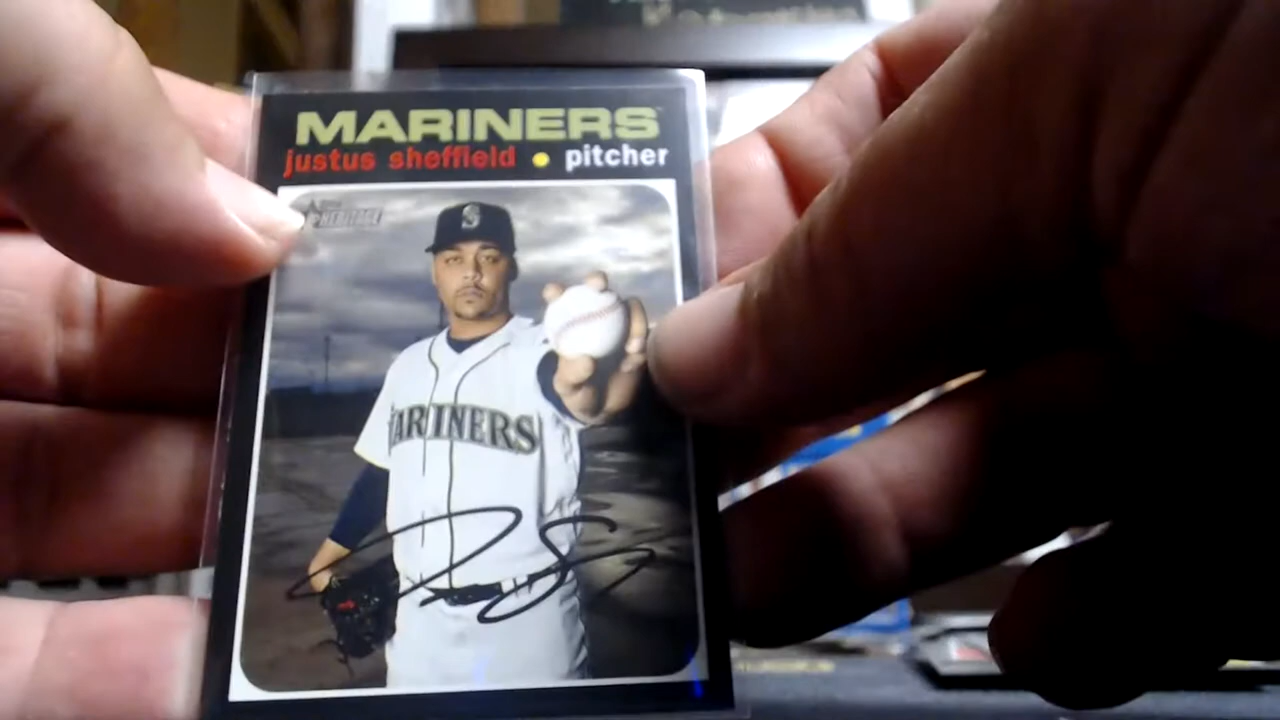 MARINERS
justus sheffield • pitcher
HERITAGE
S
MARINERS